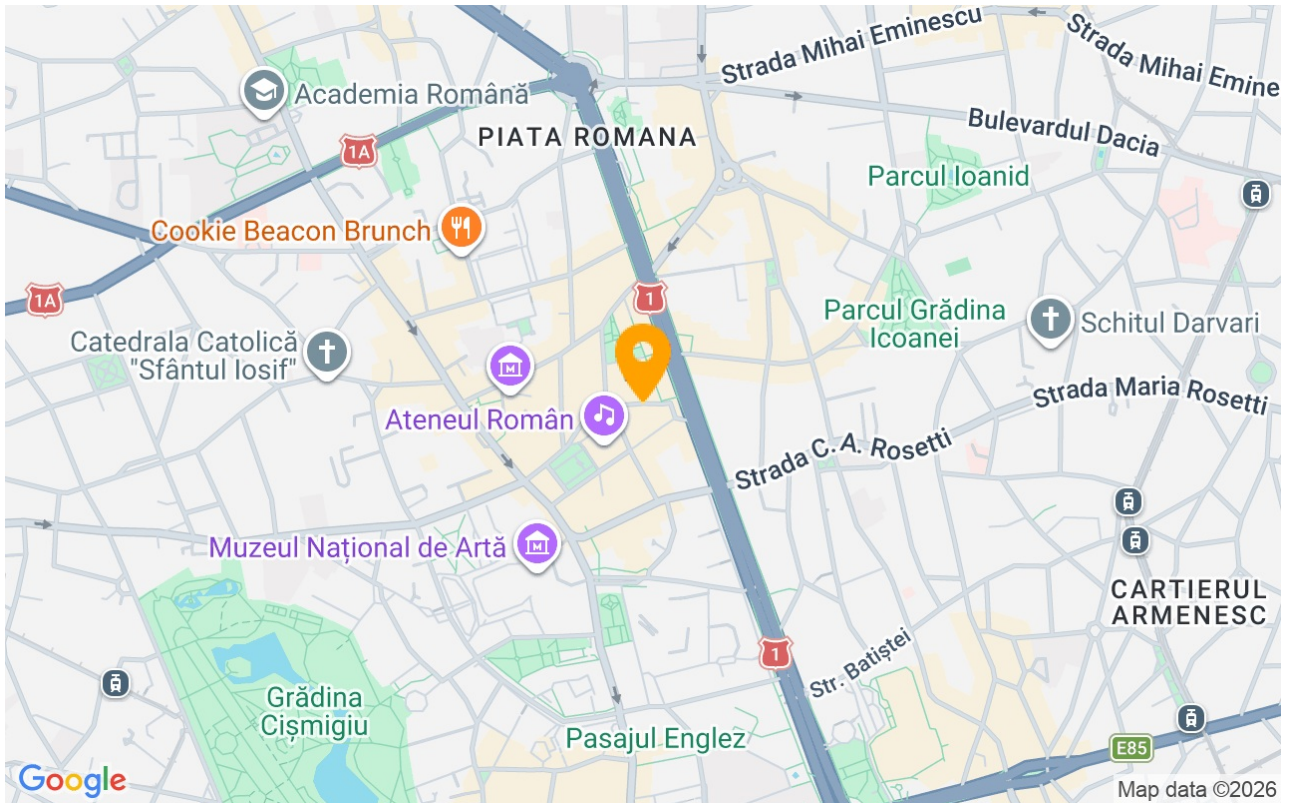 Strada Mihai Eminescu
Strada Mihai Emine
Academia Română
PIATA ROMANA
1A
Bulevardul Dacia
Parcul Ioanid
Cookie Beacon Brunch
1A
1
Parcul Grădina
Icoanei
Schitul Darvari
Catedrala Catolică
"Sfântul Iosif"
M
Ateneul Român
Strada Maria Rosetti
Strada C. A. Rosetti
Muzeul Național de Artă
M
CARTIERUL
ARMENESC
1
Str. Batiștei
Grădina
Cișmigiu
Pasajul Englez
E85
Google
Map data ©2026